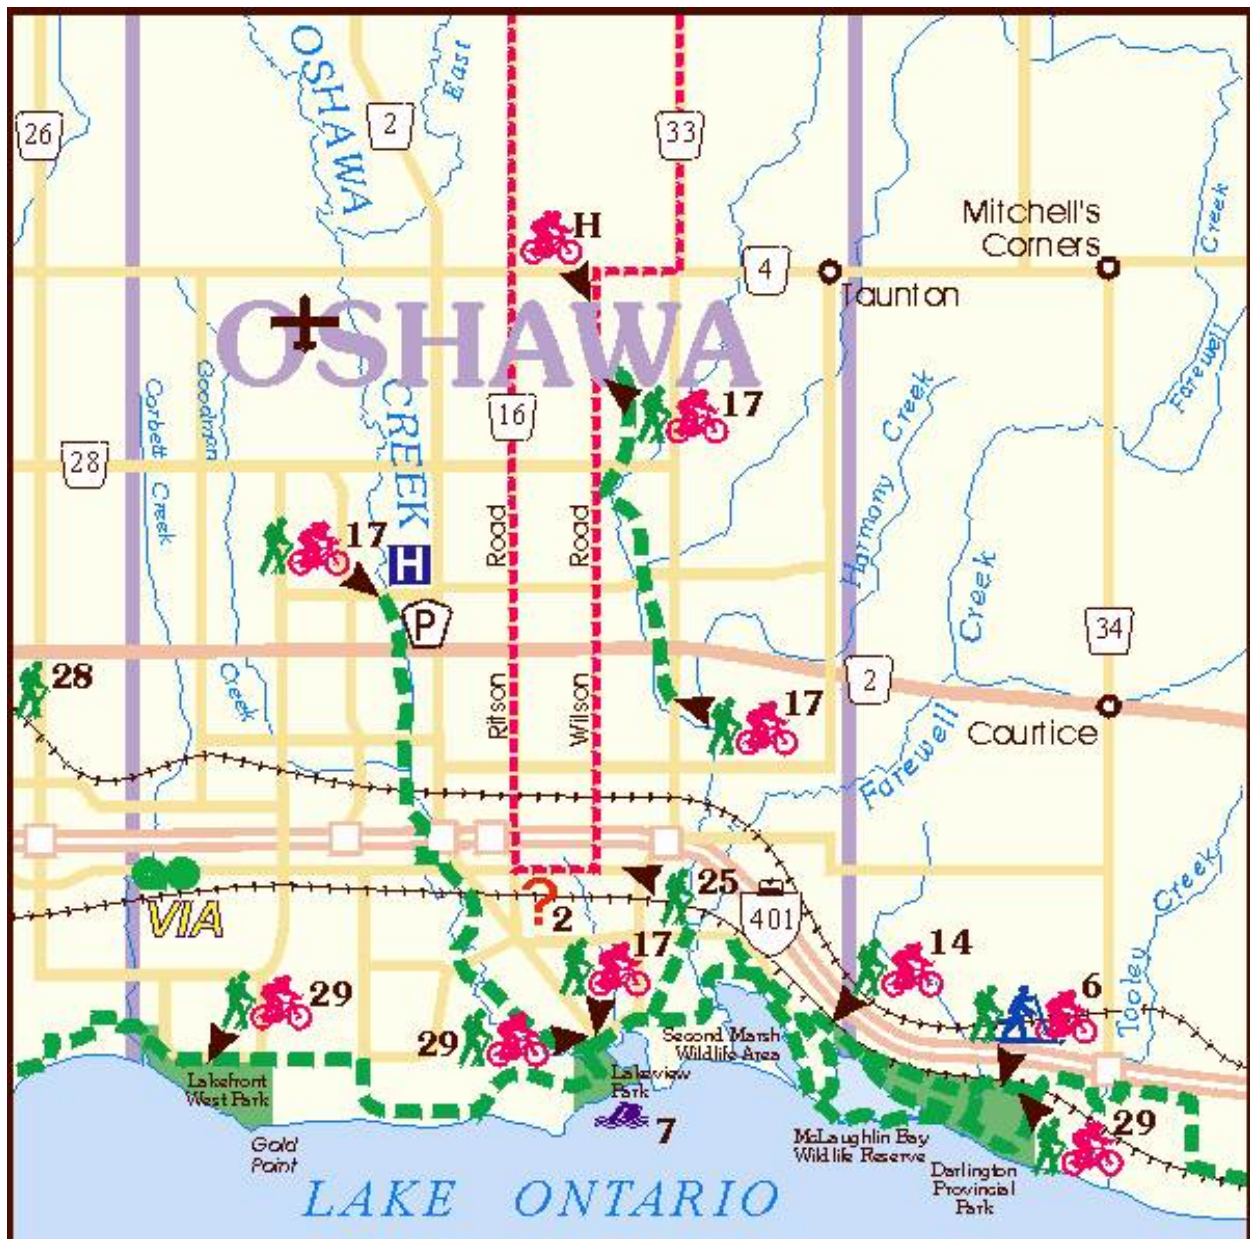 OSHAWA
East
26
2
33
Mitchell's
Corners
Creek
H
4
Taunton
OSHAWA
Farewell
Goodman
Corbett Creek
CREEK
17
16
Harmony Creek
28
Road
Road
17
H
Creek
P
34
28
Creek
Ritson
Wilson
17
2
Courtice
Farewell
Creek
25
401
VIA
?
2
17
14
6
Tooley
29
29
Second Marsh
Wildlife Area
Lakefront
West Park
Lakeview
Park
7
29
Gold
Point
McLaughlin Bay
Wildlife Reserve
Darlington
Provincial
Park
LAKE ONTARIO